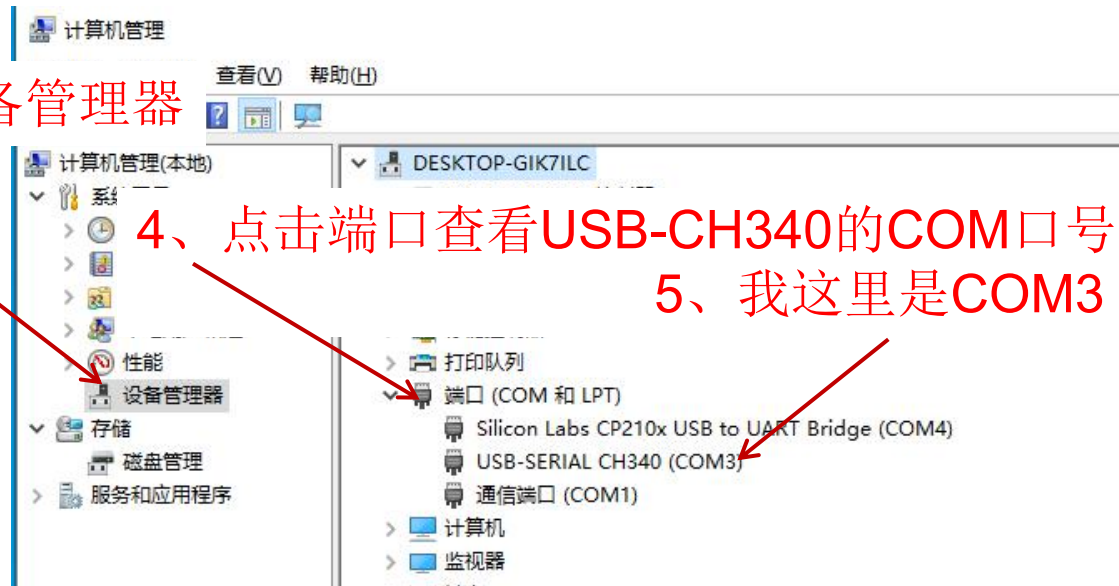 计算机管理
查看(V) 帮助(H)
管理器
计算机管理(本地)
DESKTOP-GIK7ILC
4、点击端口查看USB-CH340的COM口号
5、我这里是COM3
性能
打印队列
设备管理器
端口 (COM 和 LPT)
存储
Silicon Labs CP210x USB to UART Bridge (COM4)
磁盘管理
USB-SERIAL CH340 (COM3)
服务和应用程序
通信端口 (COM1)
计算机
监视器